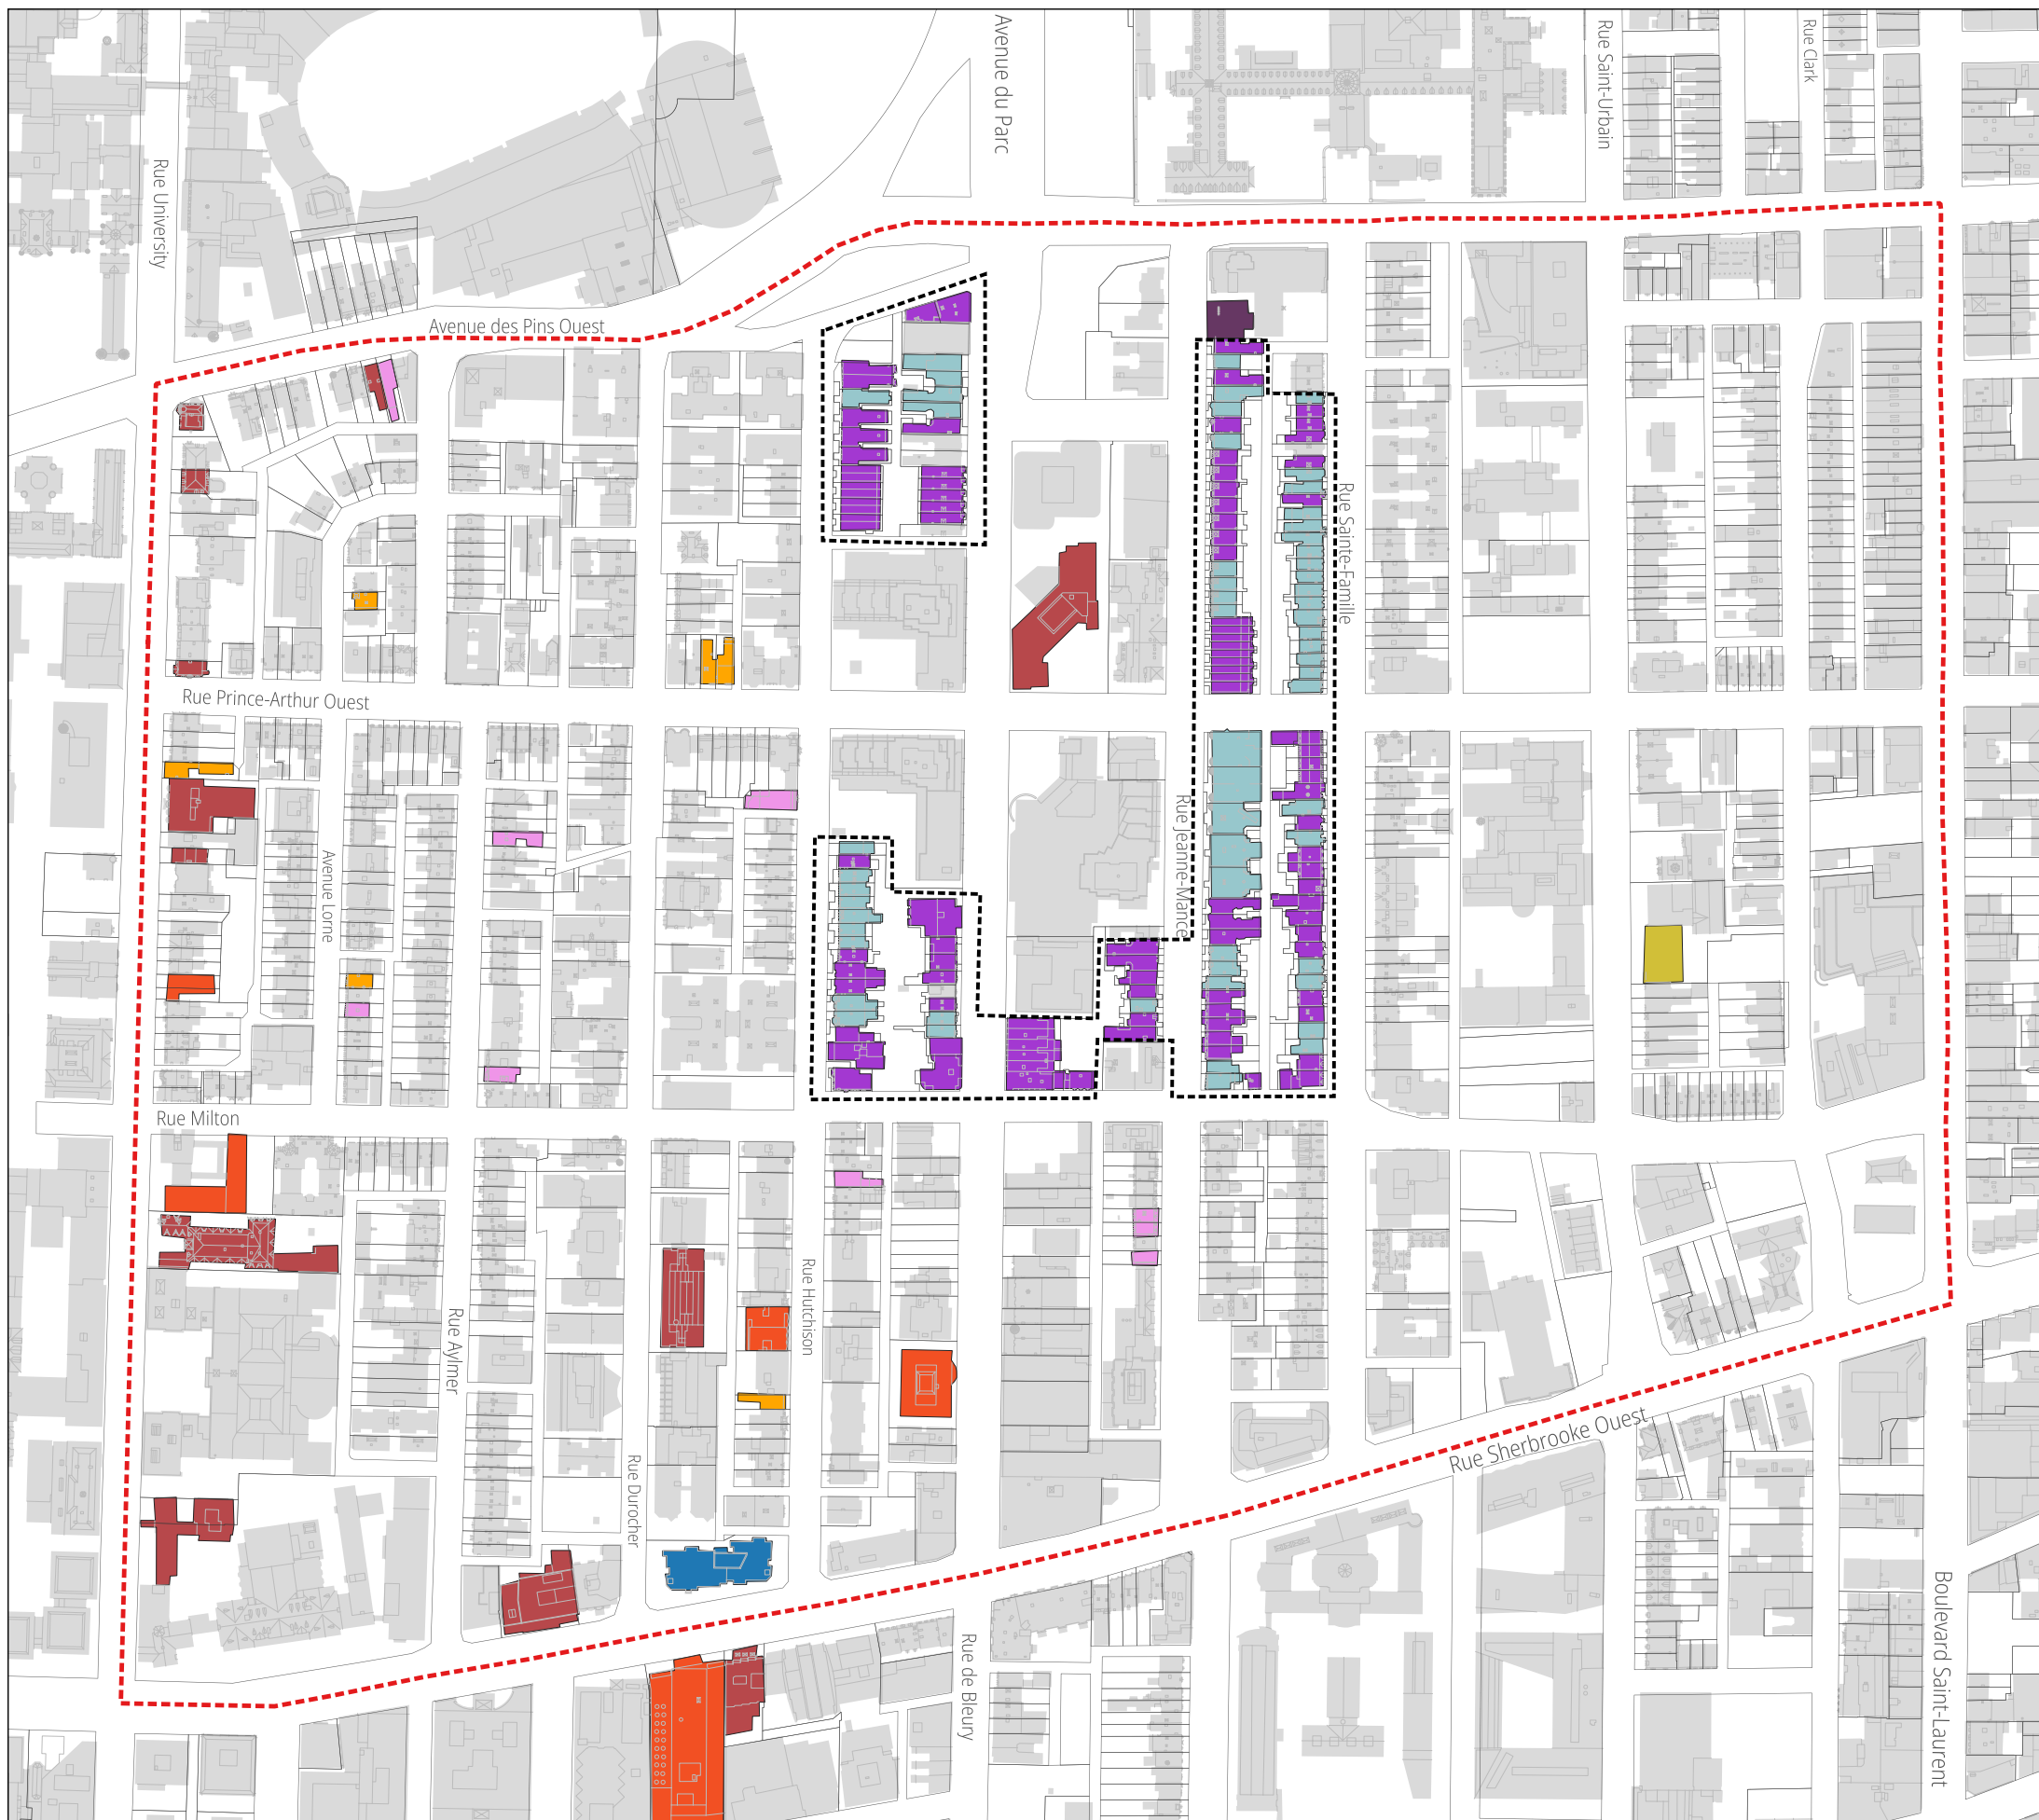 Avenue du Parc
Rue Saint-Urbain
Rue Clark
Rue University
Avenue des Pins Ouest
Rue Sainte-Famille
Rue Prince-Arthur Ouest
Rue Jeanne-Mance
Avenue Lorne
Rue Milton
Rue Hutchison
Rue Aylmer
Rue Durocher
Rue Sherbrooke Ouest
Rue de Bleury
Boulevard Saint-Laurent